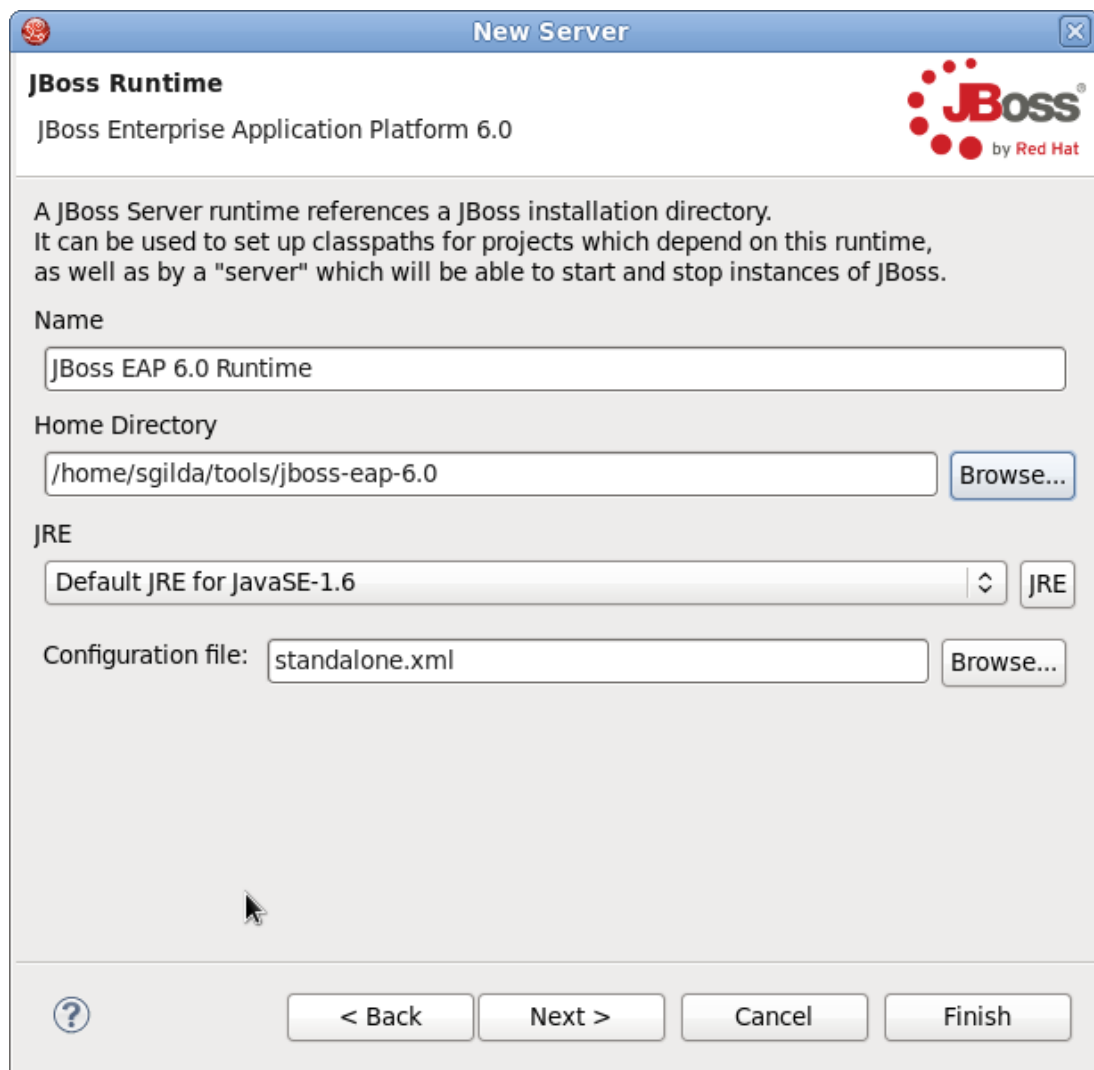 New Server
JBoss Runtime
JBoss Enterprise Application Platform 6.0
JBoss®
by Red Hat
A JBoss Server runtime references a JBoss installation directory.
It can be used to set up classpaths for projects which depend on this runtime,
as well as by a "server" which will be able to start and stop instances of JBoss.
Name
JBoss EAP 6.0 Runtime
Home Directory
/home/sgilda/tools/jboss-eap-6.0 Browse...
JRE
Default JRE for JavaSE-1.6 JRE
Configuration file: standalone.xml Browse...
? < Back Next > Cancel Finish